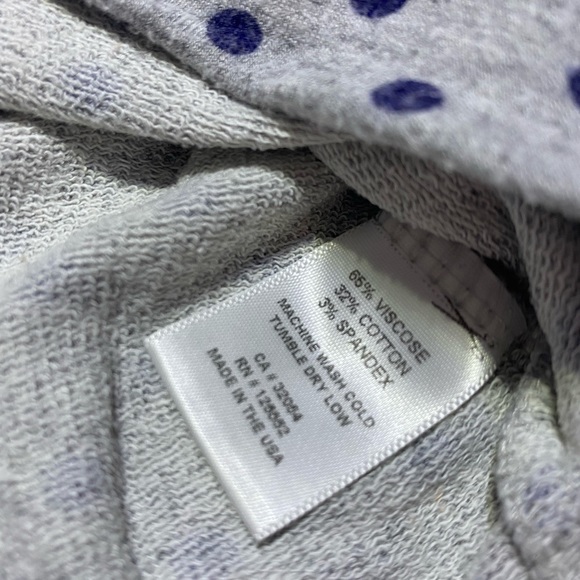 65% VISCOSE
32% COTTON
3% SPANDEX
MACHINE WASH COLD
TUMBLE DRY LOW
CA # 32064
RN # 138652
MADE IN THE USA